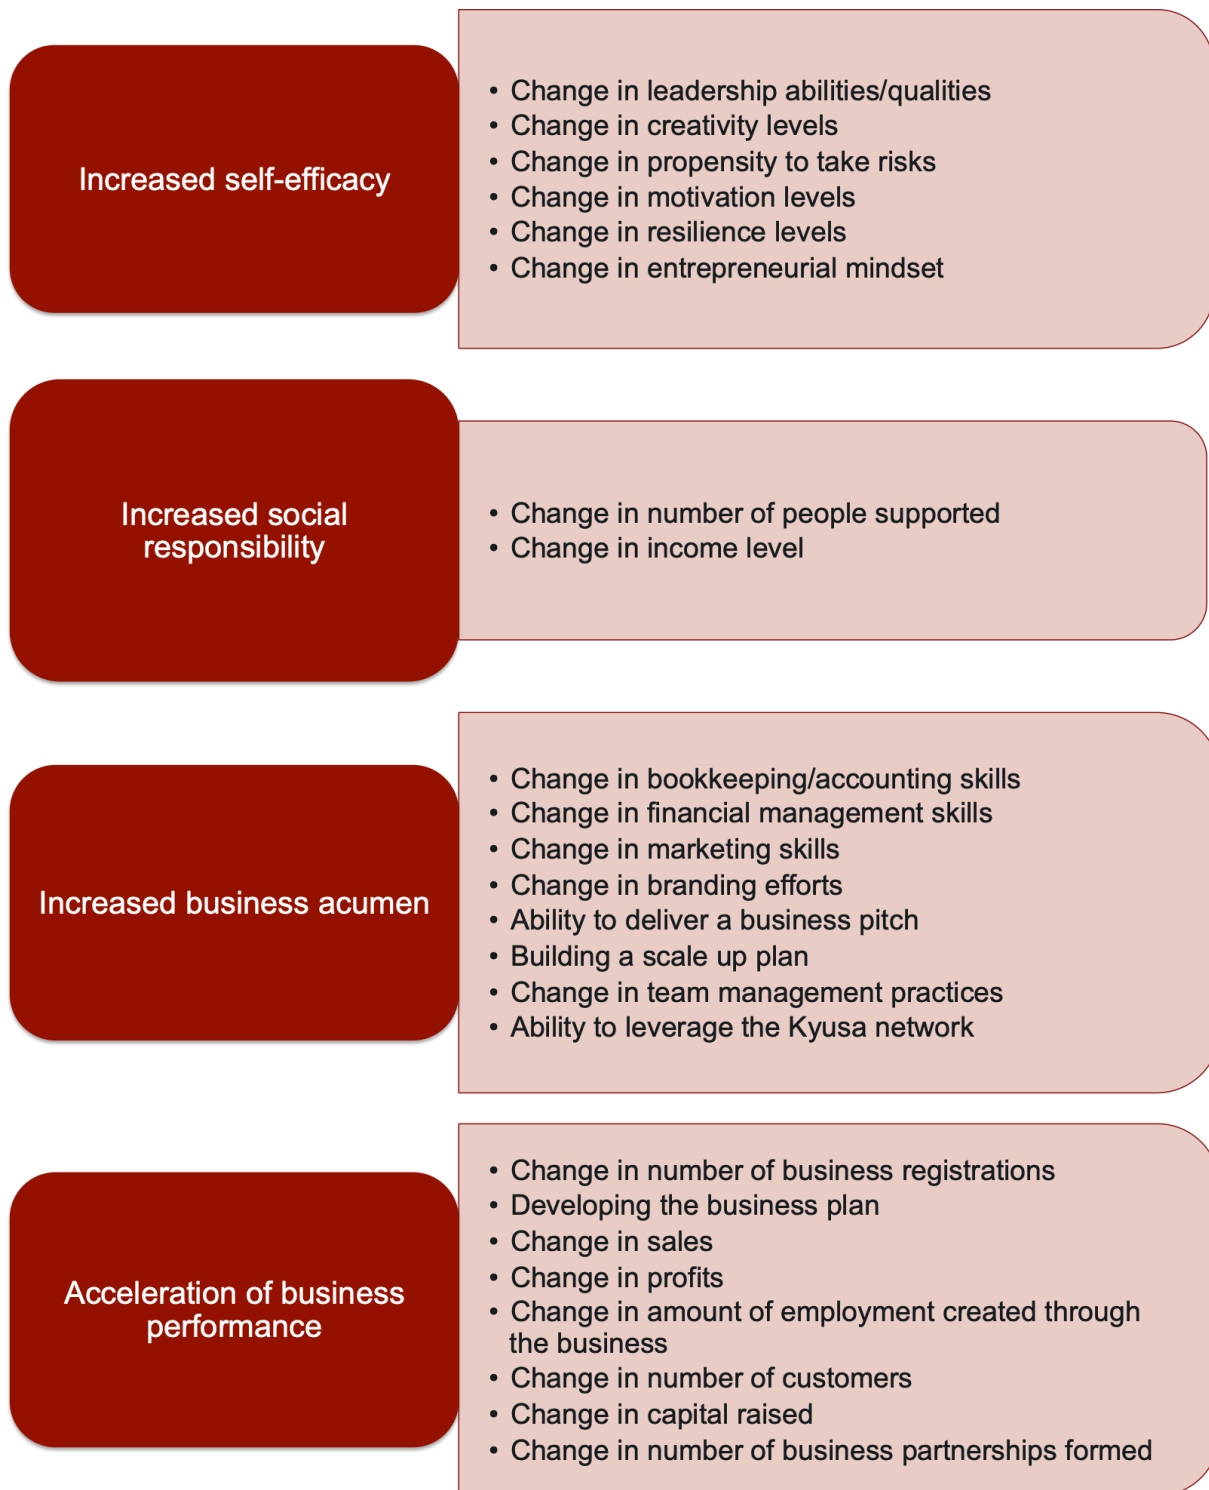 Increased self-efficacy
• Change in leadership abilities/qualities
• Change in creativity levels
• Change in propensity to take risks
• Change in motivation levels
• Change in resilience levels
• Change in entrepreneurial mindset
Increased social
responsibility
• Change in number of people supported
• Change in income level
Increased business acumen
• Change in bookkeeping/accounting skills
• Change in financial management skills
• Change in marketing skills
• Change in branding efforts
• Ability to deliver a business pitch
• Building a scale up plan
• Change in team management practices
• Ability to leverage the Kyusa network
Acceleration of business
performance
• Change in number of business registrations
• Developing the business plan
• Change in sales
• Change in profits
• Change in amount of employment created through
the business
• Change in number of customers
• Change in capital raised
• Change in number of business partnerships formed